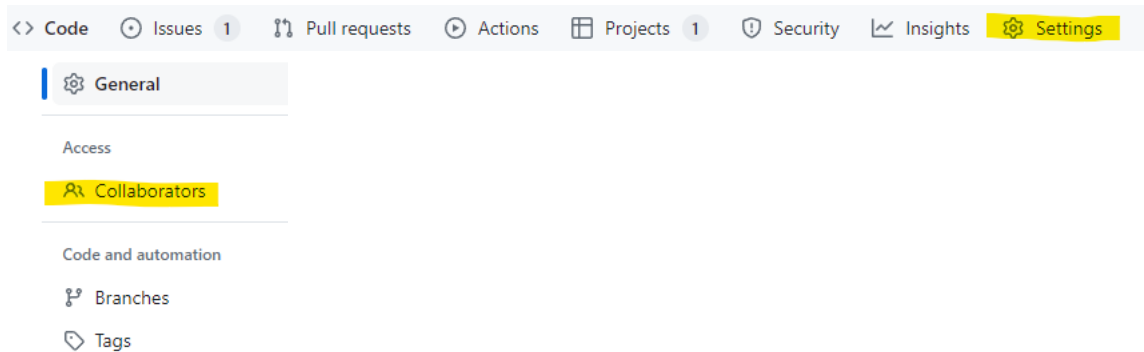 <> Code Issues 1 Pull requests Actions Projects 1 Security Insights Settings
General
Access
Collaborators
Code and automation
Branches
Tags